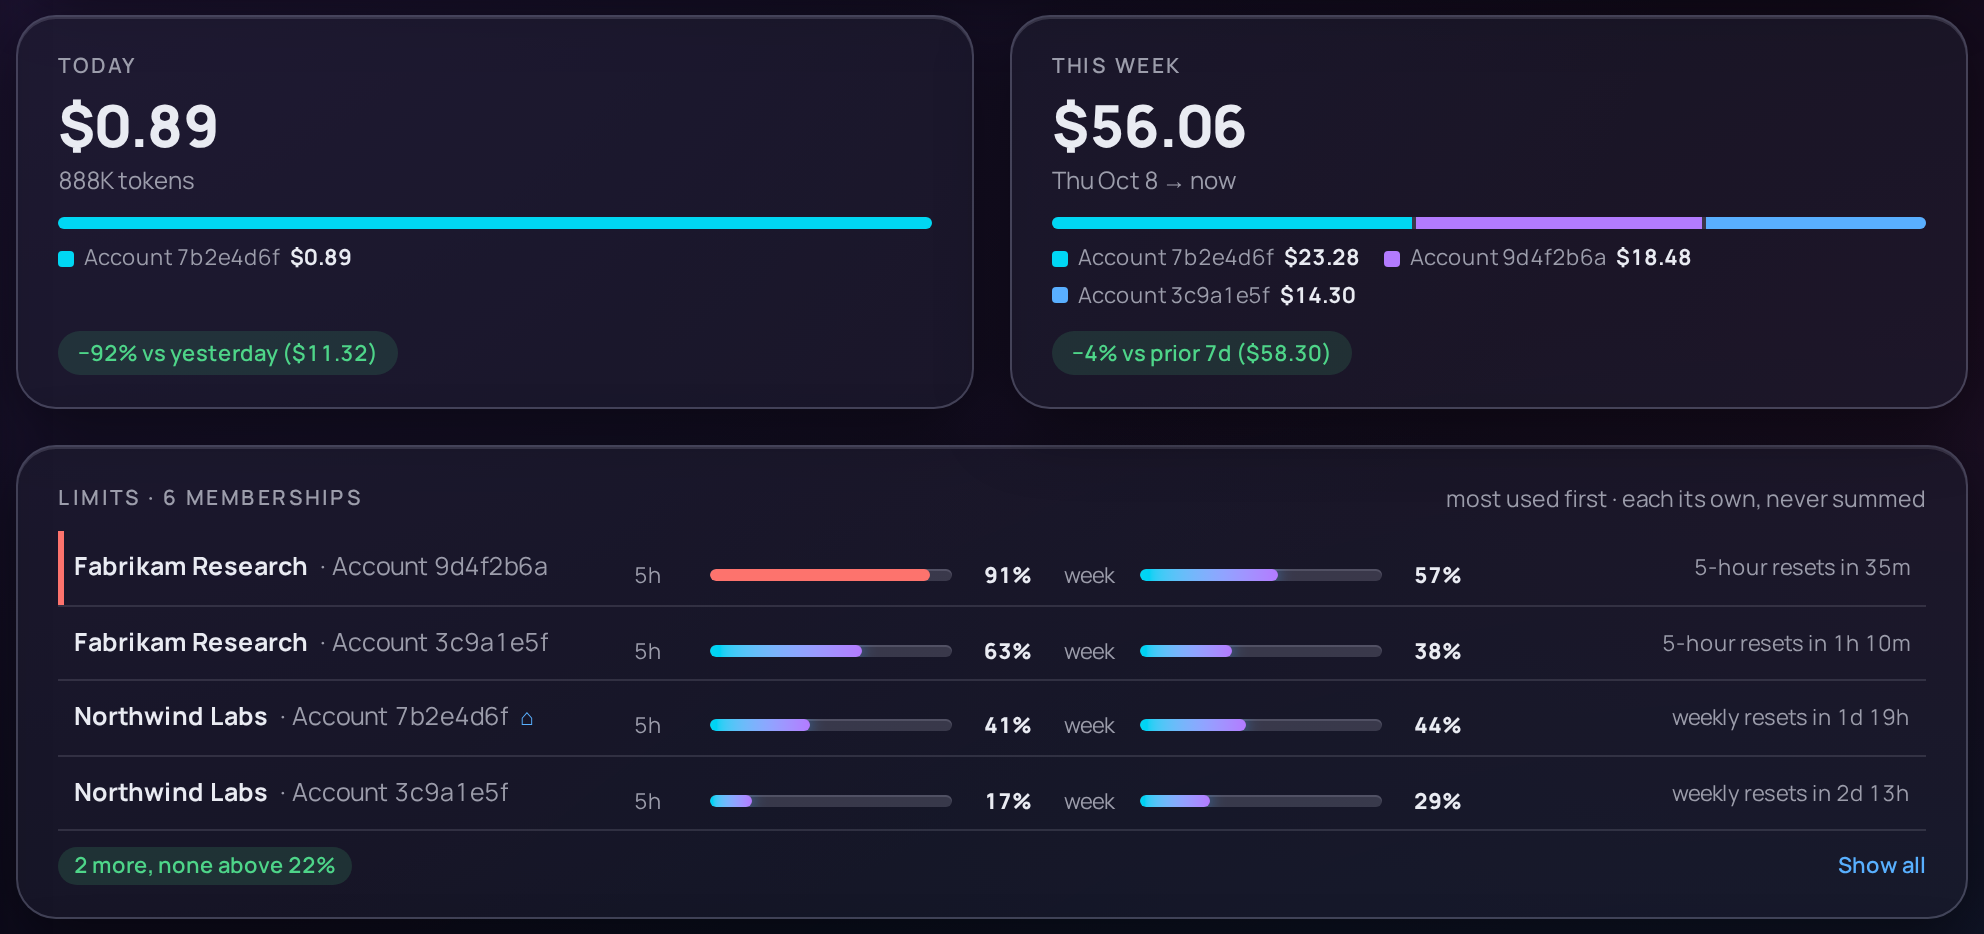 TODAY
$0.89
888K tokens
Account 7b2e4d6f $0.89
−92% vs yesterday ($11.32)
THIS WEEK
$56.06
Thu Oct 8 → now
Account 7b2e4d6f $23.28 Account 9d4f2b6a $18.48
Account 3c9a1e5f $14.30
−4% vs prior 7d ($58.30)
LIMITS · 6 MEMBERSHIPS most used first · each its own, never summed
Fabrikam Research · Account 9d4f2b6a 5h 91% week 57% 5-hour resets in 35m
Fabrikam Research · Account 3c9a1e5f 5h 63% week 38% 5-hour resets in 1h 10m
Northwind Labs · Account 7b2e4d6f ⌂ 5h 41% week 44% weekly resets in 1d 19h
Northwind Labs · Account 3c9a1e5f 5h 17% week 29% weekly resets in 2d 13h
2 more, none above 22% Show all